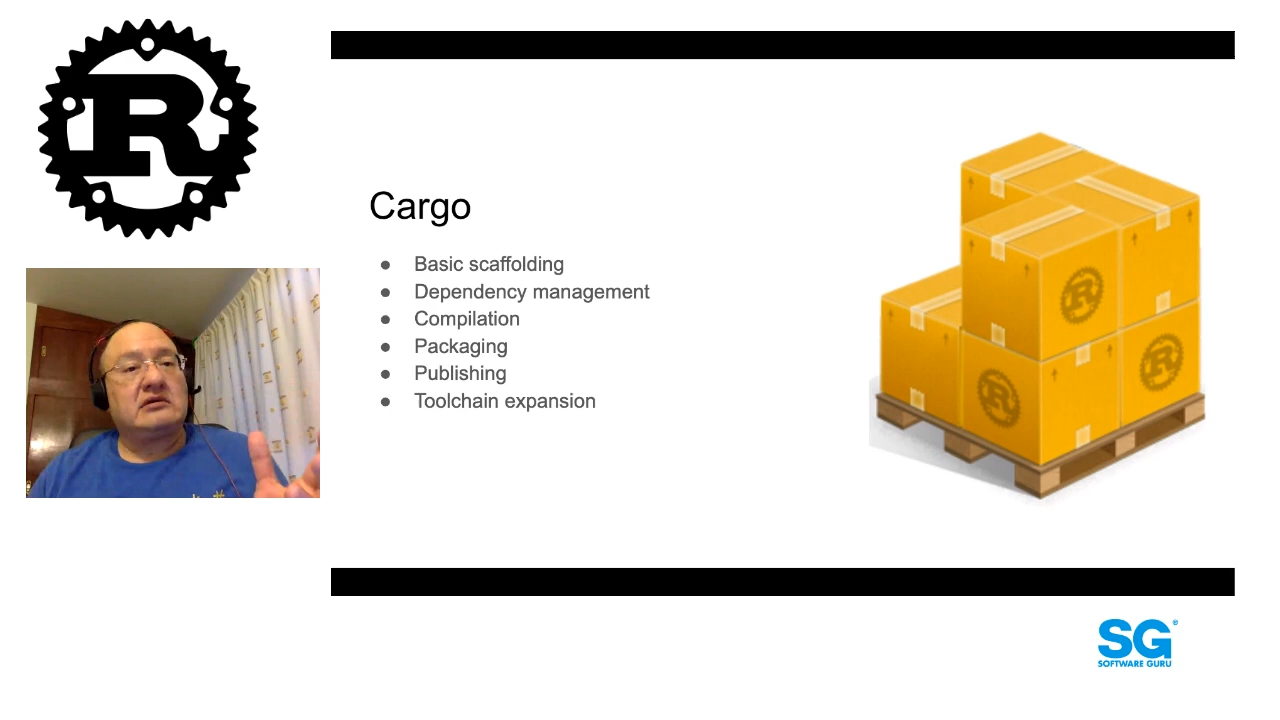 R
Cargo
● Basic scaffolding
● Dependency management
● Compilation
● Packaging
● Publishing
● Toolchain expansion
R
R
R
SG®
SOFTWARE GURU